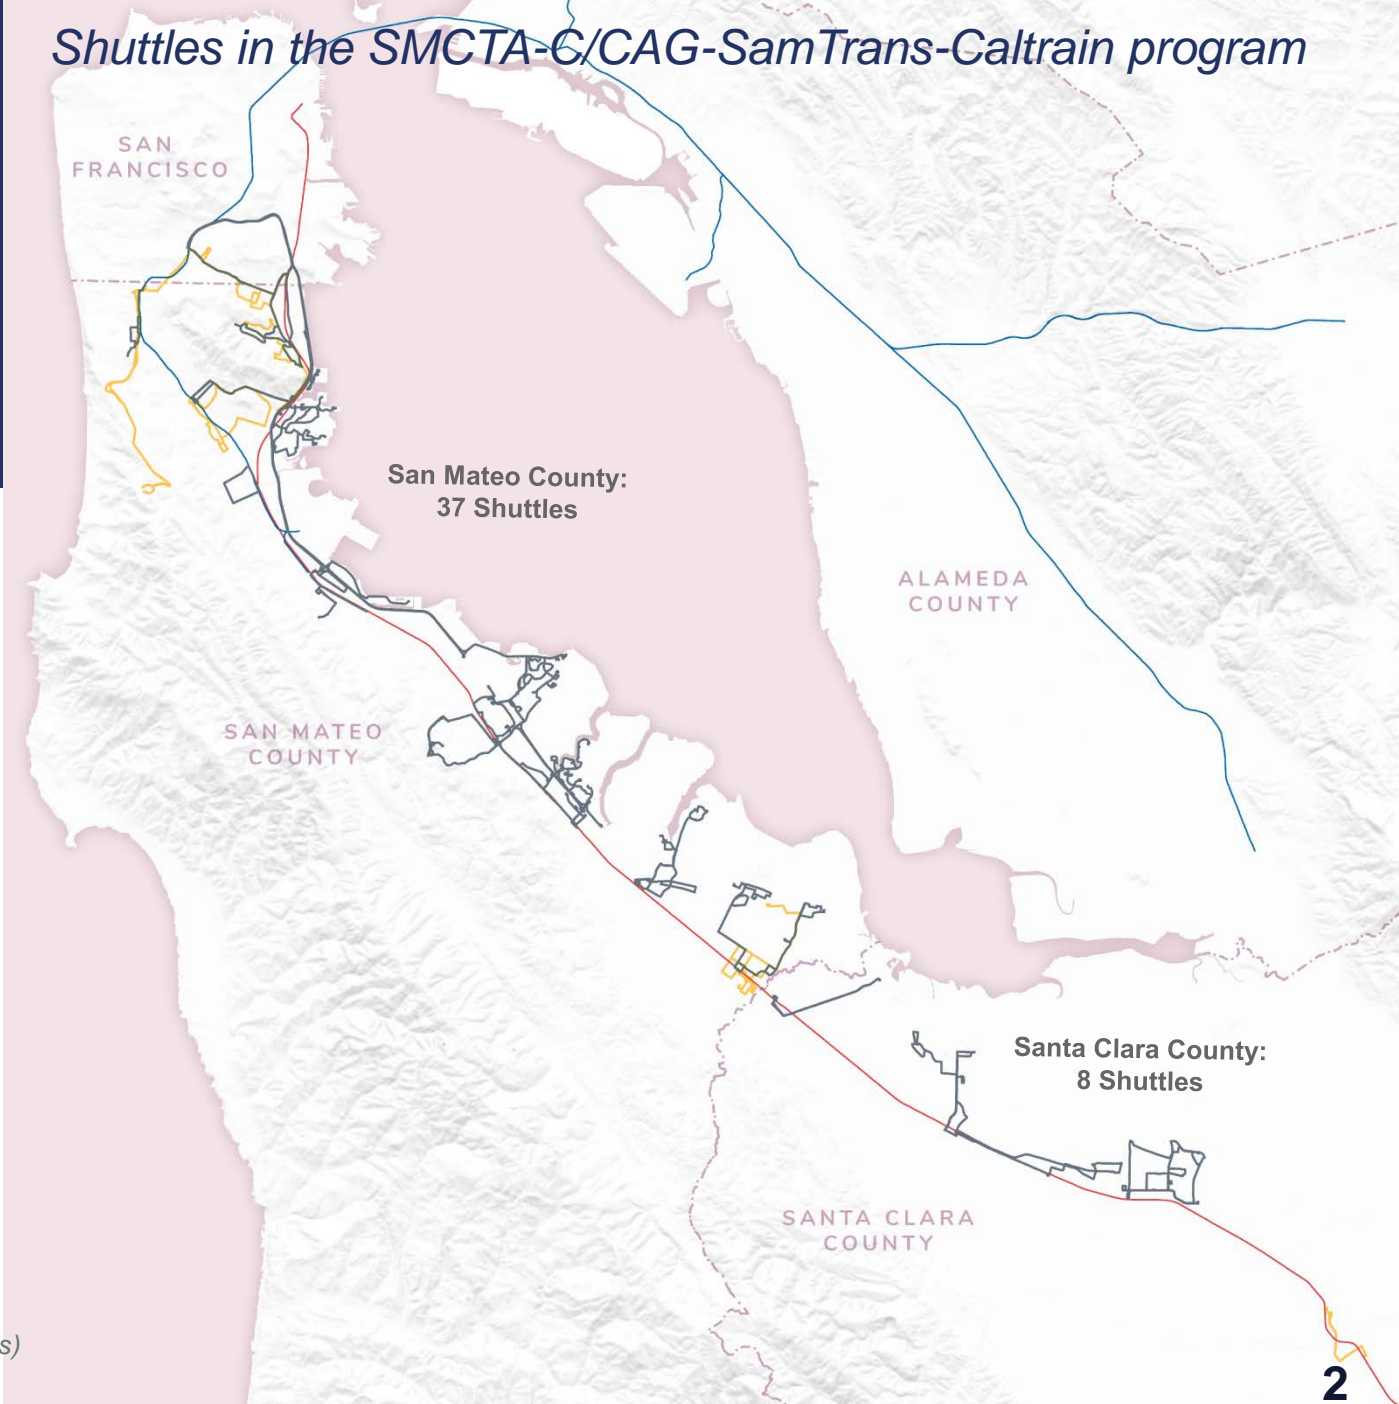 Shuttles in the SMCTA-C/CAG-SamTrans-Caltrain program
SAN
FRANCISCO
San Mateo County:
37 Shuttles
ALAMEDA
COUNTY
SAN MATEO
COUNTY
Santa Clara County:
8 Shuttles
SANTA CLARA
COUNTY
s)
2